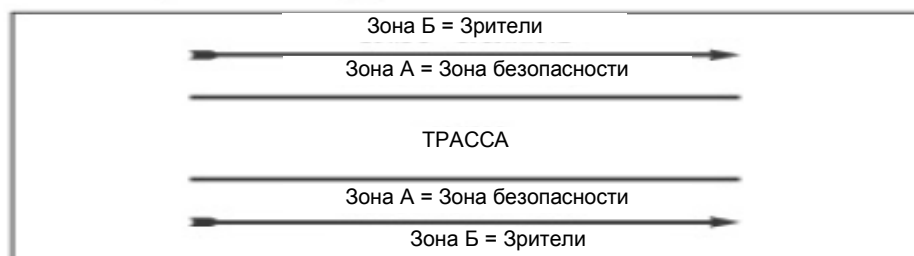 Зона Б = Зрители
Зона А = Зона безопасности
ТРАССА
Зона А = Зона безопасности
Зона Б = Зрители